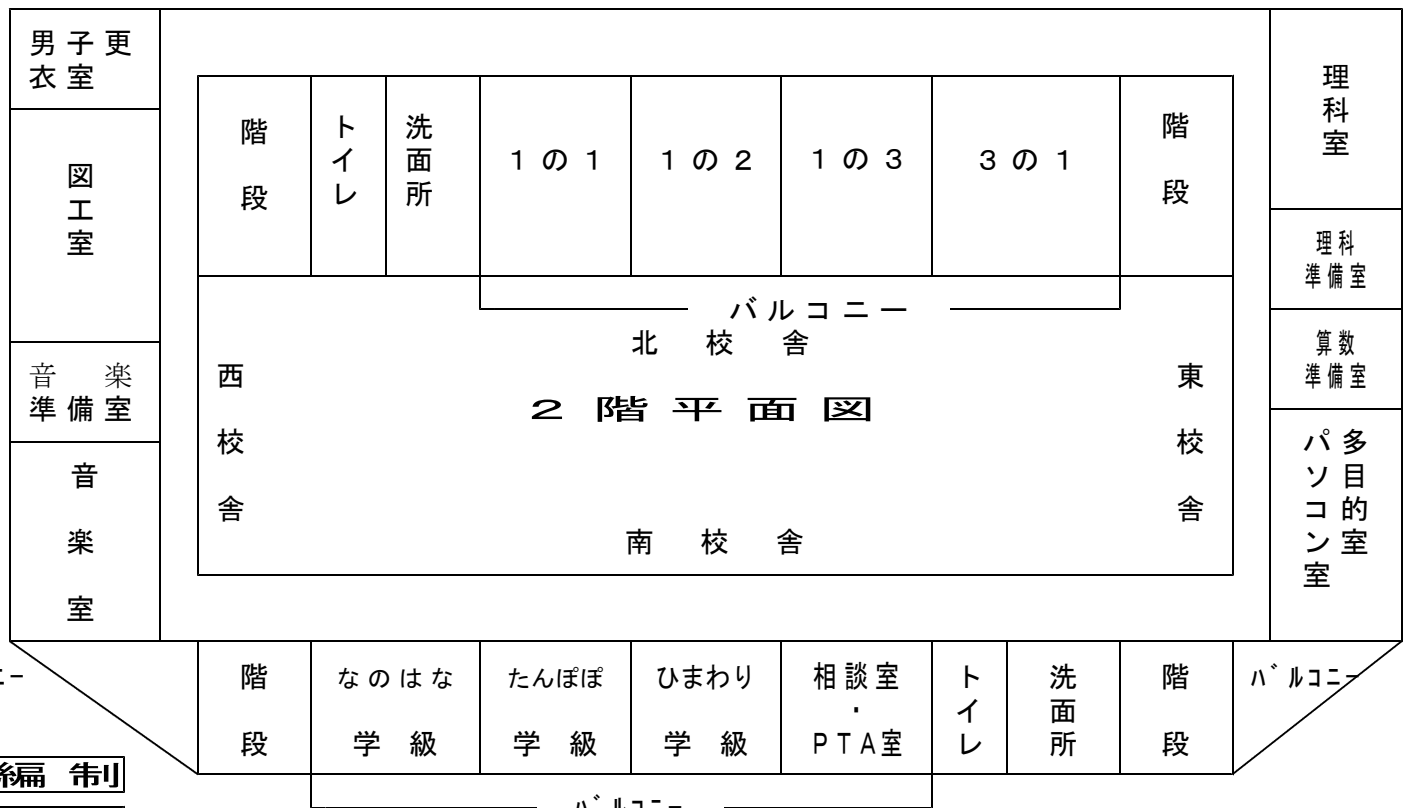 男子更
衣室
図工室
音楽
準備室
音楽室
階段
トイレ
洗面所
1の1
1の2
1の3
3の1
階段
バルコニー
北校舎
西校舎
2階平面図
東校舎
南校舎
理科室
理科
準備室
算数
準備室
多目的室
パソコン室
階段
なのはな
学級
たんぽぽ
学級
ひまわり
学級
相談室
・
PTA室
トイレ
洗面所
階段
バルコニー
バルコニー
編制